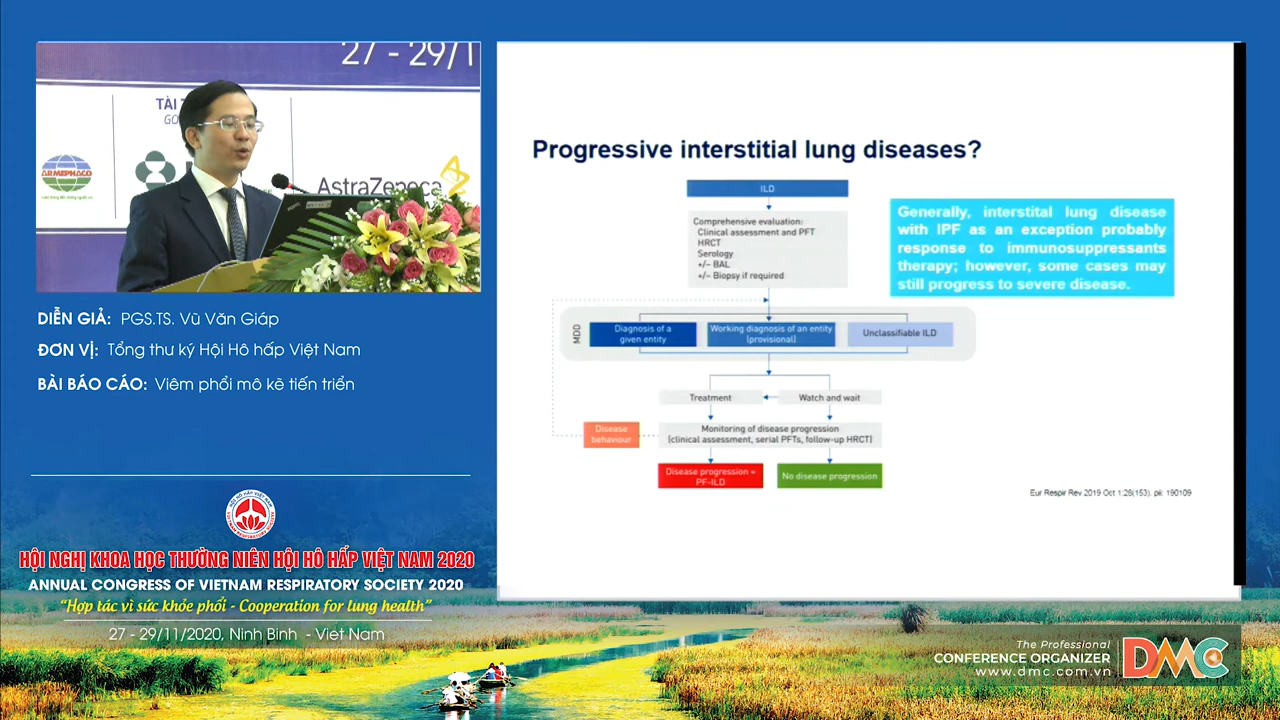 27 - 29/1
TÀI T
ARMEPHACO
AstraZeneca
DIỄN GIẢ: PGS.TS. Vũ Văn Giáp
ĐƠN VỊ: Tổng thư ký Hội Hô hấp Việt Nam
BÀI BÁO CÁO: Viêm phổi mô kẽ tiến triển
HỘI NGHỊ KHOA HỌC THƯỜNG NIÊN HỘI HÔ HẤP VIỆT NAM 2020
ANNUAL CONGRESS OF VIETNAM RESPIRATORY SOCIETY 2020
“Hợp tác vì sức khỏe phổi - Cooperation for lung health”
27 - 29/11/2020, Ninh Binh - Viet Nam
Progressive interstitial lung diseases?
ILD
Comprehensive evaluation:
Clinical assessment and PFT
HRCT
Serology
+/– BAL
+/– Biopsy if required
Generally, interstital lung disease
with IPF as an exception probably
response to immunosuppressants
therapy; however, some cases may
still progress to severe disease.
MDD
Diagnosis of a
given entity
Working diagnosis of an entity
(provisional)
Unclassifiable ILD
Treatment
Watch and wait
Disease
behaviour
Monitoring of disease progression
(clinical assessment, serial PFTs, follow-up HRCT)
Disease progression =
PF-ILD
No disease progression
Eur Respir Rev 2019 Oct 1;28(153). pii: 190109
The Professional
CONFERENCE ORGANIZER
www.dmc.com.vn
DMC